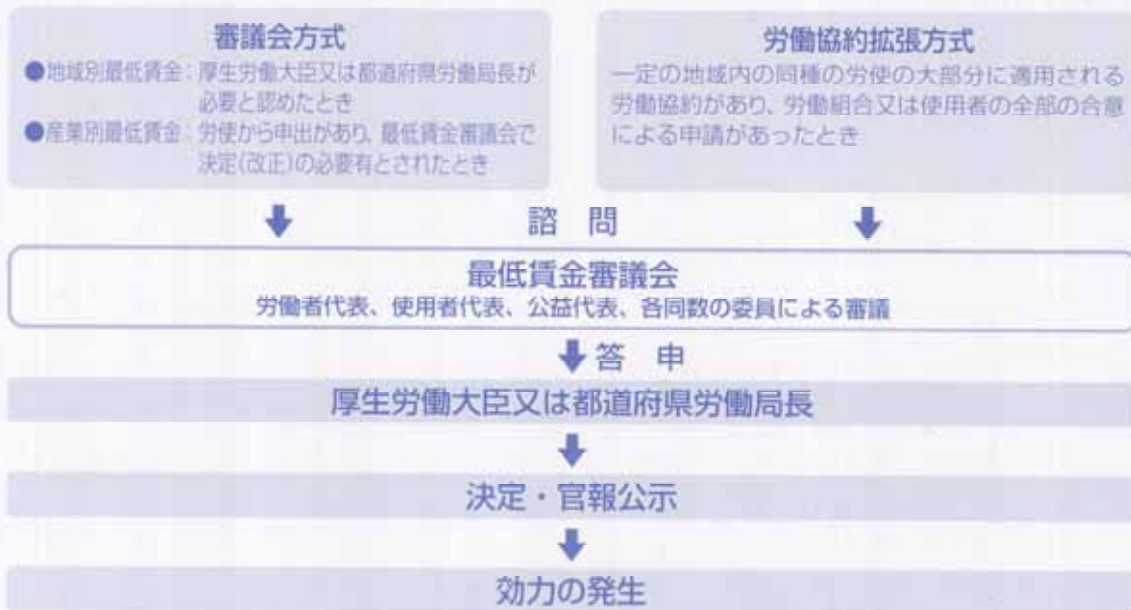 審議会方式
●地域別最低賃金：厚生労働大臣又は都道府県労働局長が
必要と認めたとき
●産業別最低賃金：労使から申出があり、最低賃金審議会で
決定(改正)の必要有とされたとき
労働協約拡張方式
一定の地域内の同種の労使の大部分に適用される
労働協約があり、労働組合又は使用者の全部の合意
による申請があったとき
諮 問
最低賃金審議会
労働者代表、使用者代表、公益代表、各同数の委員による審議
答 申
厚生労働大臣又は都道府県労働局長
決定・官報公示
効力の発生